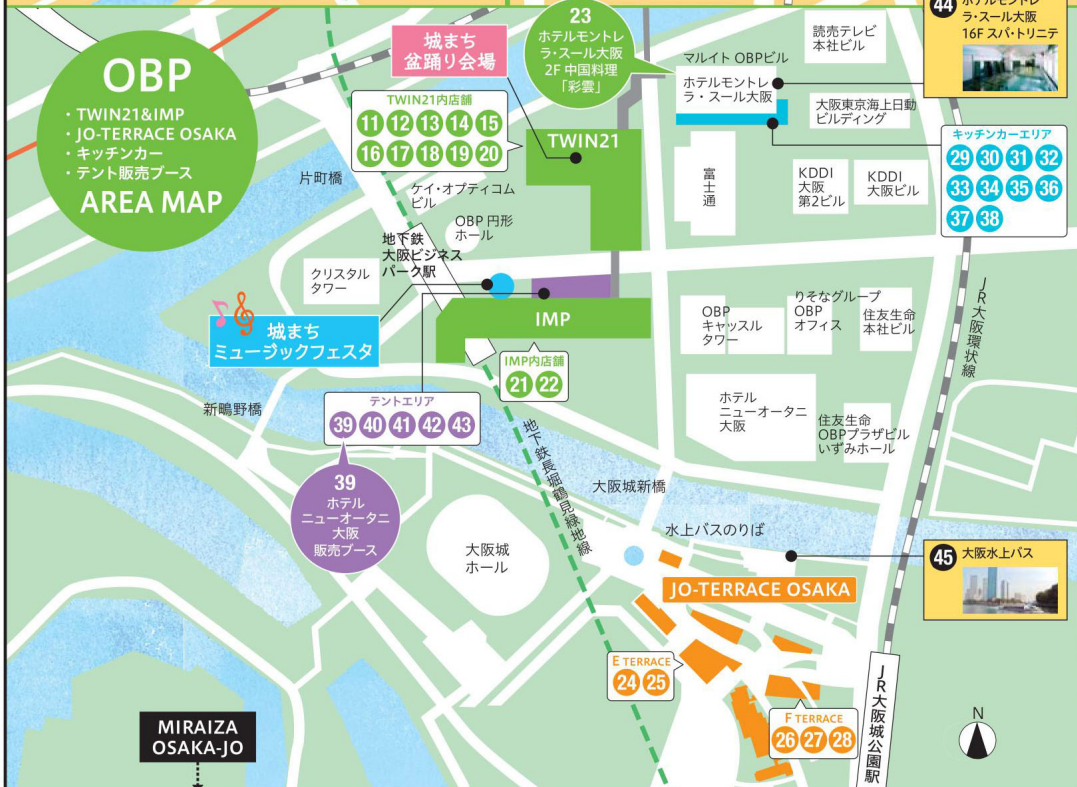 44
ホテルモントレ
ラ・スール大阪
16F スパ・トリニテ
OBP
・TWIN21&IMP
・JO-TERRACE OSAKA
・キッチンカー
・テント販売ブース
AREA MAP
城まち
盆踊り会場
23
ホテルモントレ
ラ・スール大阪
2F 中国料理
「彩雲」
読売テレビ
本社ビル
マルイト OBPビル
ホテルモントレ
ラ・スール大阪
大阪東京海上日動
ビルディング
TWIN21内店舗
11 12 13 14 15
16 17 18 19 20
TWIN21
キッチンカーエリア
29 30 31 32
33 34 35 36
37 38
富士通
KDDI
大阪
第2ビル
KDDI
大阪ビル
片町橋
ケイ・オプティコム
ビル
OBP 円形
ホール
地下鉄
大阪ビジネス
パーク駅
クリスタル
タワー
城まち
ミュージックフェスタ
IMP
IMP内店舗
21 22
OBP
キャッスル
タワー
りそなグループ
OBP
オフィス
住友生命
本社ビル
JR大阪環状線
新鴫野橋
テントエリア
39 40 41 42 43
39
ホテル
ニューオータニ
大阪
販売ブース
ホテル
ニューオータニ
大阪
住友生命
OBPプラザビル
いずみホール
地下鉄長堀鶴見緑地線
大阪城新橋
水上バスのりば
大阪城
ホール
45
大阪水上バス
JO-TERRACE OSAKA
E TERRACE
24 25
F TERRACE
26 27 28
JR大阪城公園駅
N
MIRAIZA
OSAKA-JO